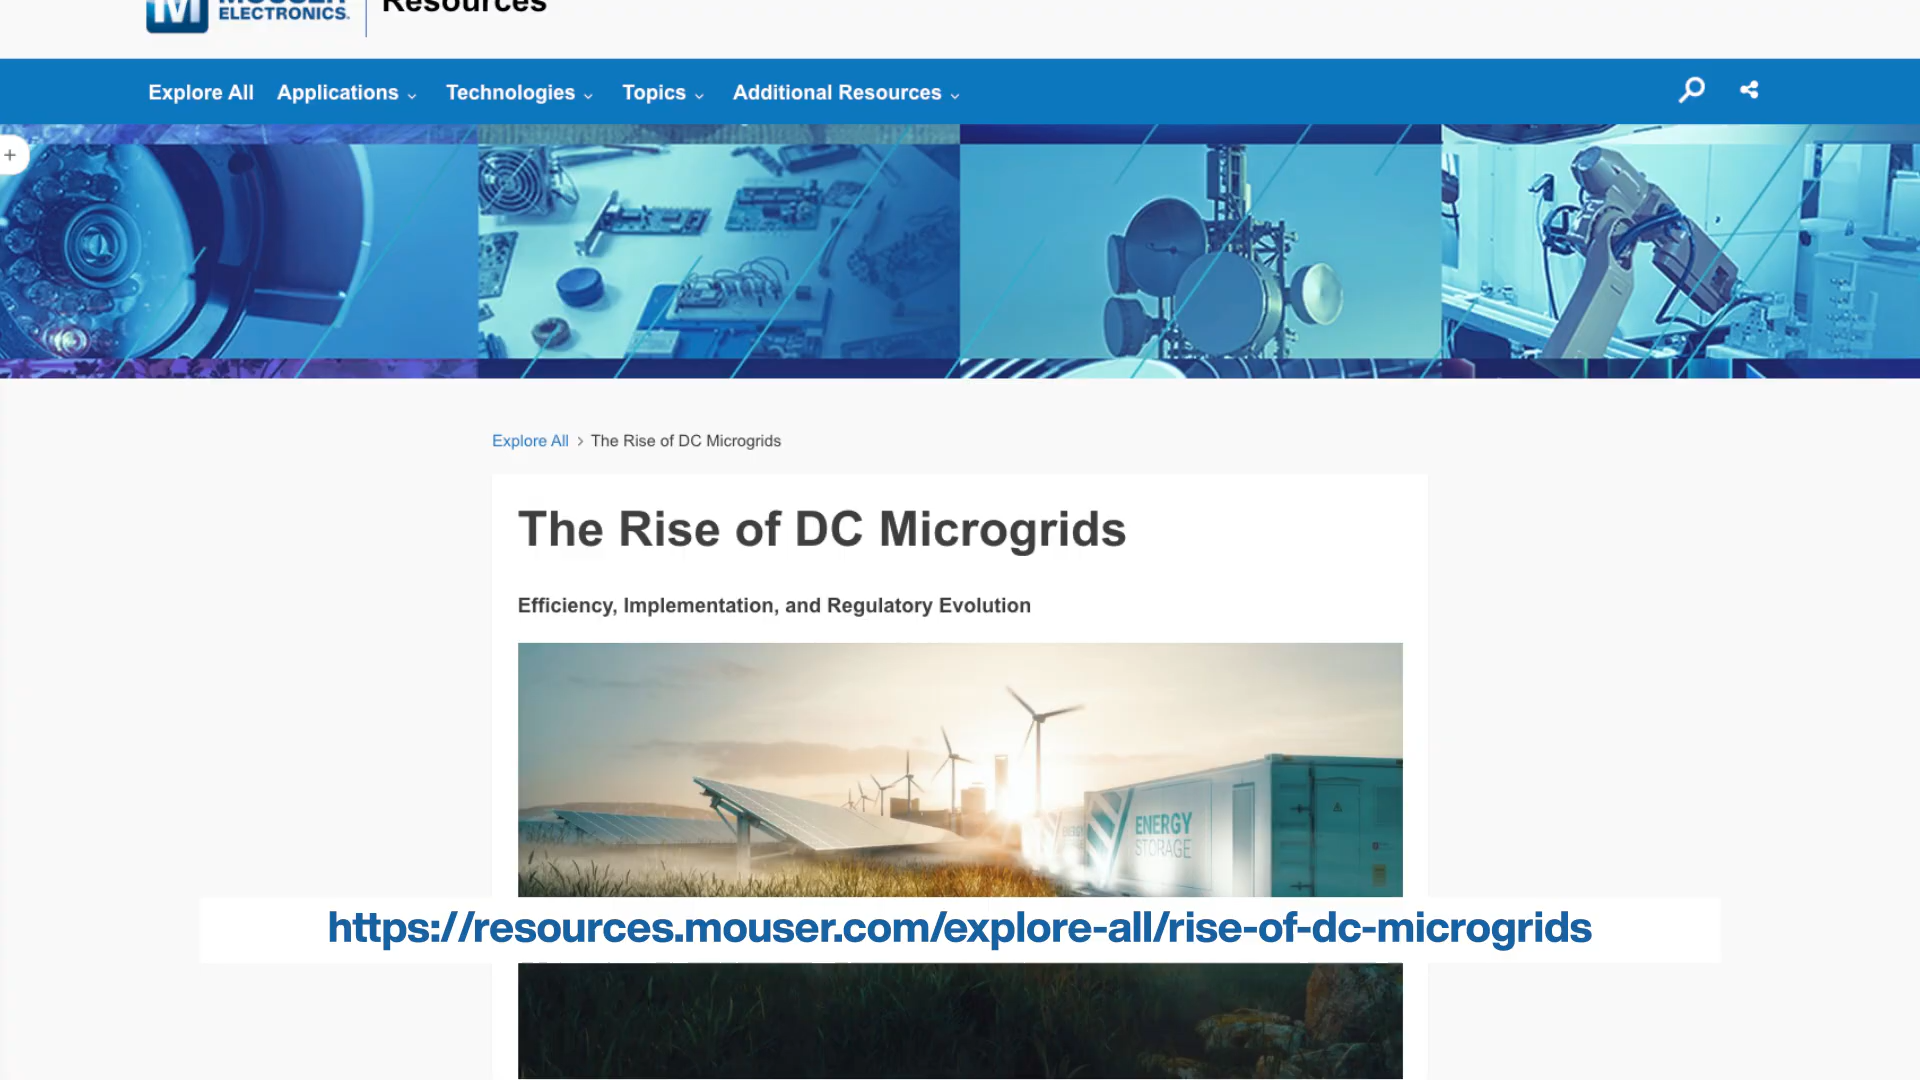 MOUSER
ELECTRONICS.
Resources
Explore All
Applications
Technologies
Topics
Additional Resources
Explore All > The Rise of DC Microgrids
The Rise of DC Microgrids
Efficiency, Implementation, and Regulatory Evolution
ENERGY
STORAGE
https://resources.mouser.com/explore-all/rise-of-dc-microgrids